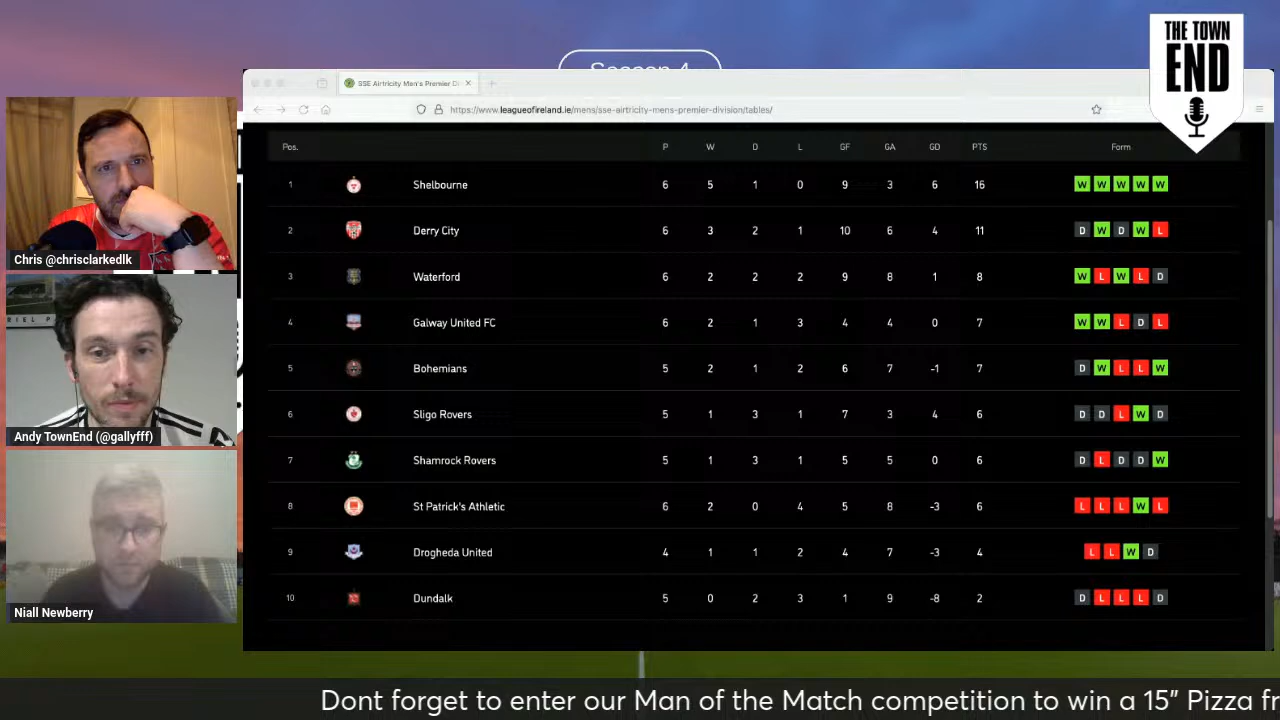 THE TOWN
END
Season 4
SSE Airtricity Men's Premier Di
https://www.leagueofireland.ie/mens/sse-airtricity-mens-premier-division/tables/
Pos. P W D L GF GA GD PTS Form
1 Shelbourne 6 5 1 0 9 3 6 16 W W W W W
2 Derry City 6 3 2 1 10 6 4 11 D W D W L
3 Waterford 6 2 2 2 9 8 1 8 W L W L D
4 Galway United FC 6 2 1 3 4 4 0 7 W W L D L
5 Bohemians 5 2 1 2 6 7 -1 7 D W L L W
6 Sligo Rovers 5 1 3 1 7 3 4 6 D D L W D
7 Shamrock Rovers 5 1 3 1 5 5 0 6 D L D D W
8 St Patrick's Athletic 6 2 0 4 5 8 -3 6 L L L W L
9 Drogheda United 4 1 1 2 4 7 -3 4 L L W D
10 Dundalk 5 0 2 3 1 9 -8 2 D L L L D
Chris @chrisclarkedlk
Andy TownEnd (@gallyfff)
Niall Newberry
Dont forget to enter our Man of the Match competition to win a 15” Pizza fr